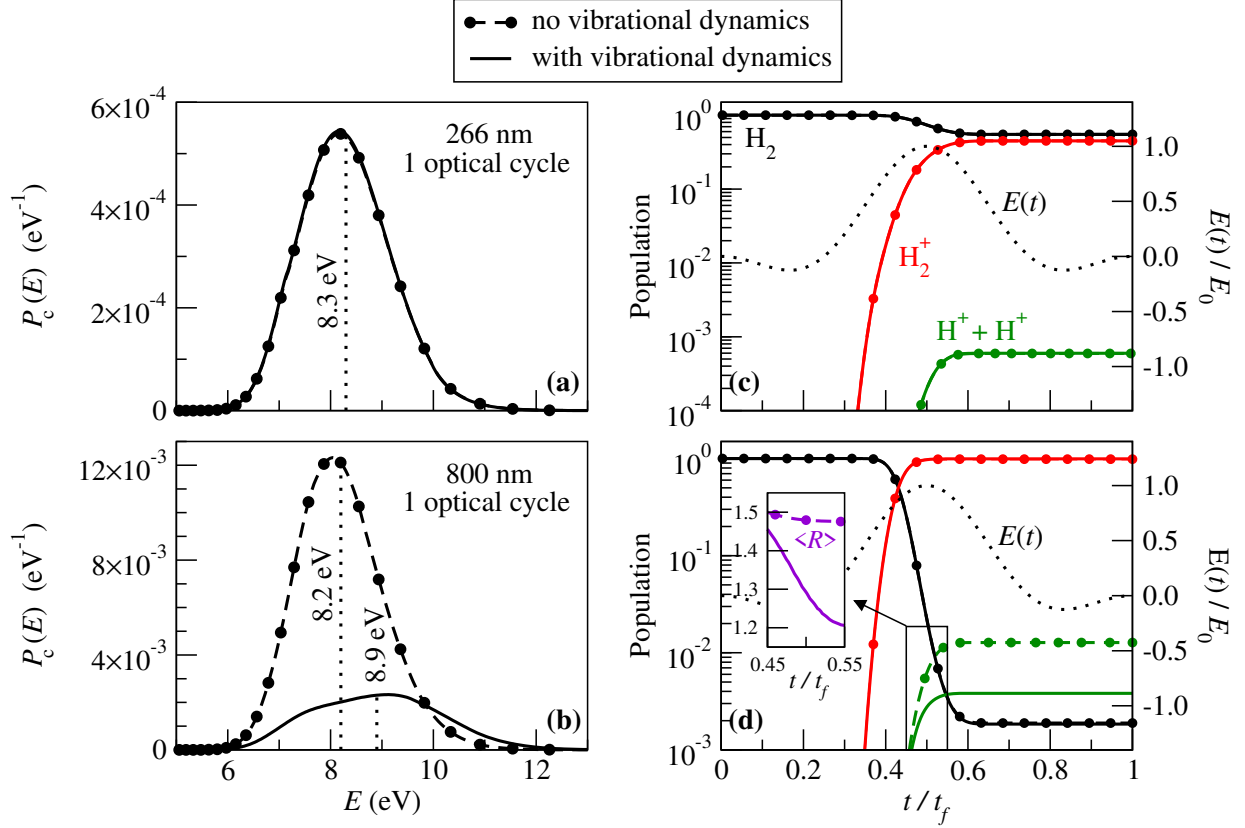 no vibrational dynamics
with vibrational dynamics
6×10⁻⁴
4×10⁻⁴
2×10⁻⁴
0
P_c(E) (eV⁻¹)
266 nm
1 optical cycle
8.3 eV
(a)
12×10⁻³
9×10⁻³
6×10⁻³
3×10⁻³
0
P_c(E) (eV⁻¹)
800 nm
1 optical cycle
8.2 eV
8.9 eV
(b)
6
8
10
12
E (eV)
10⁰
10⁻¹
10⁻²
10⁻³
10⁻⁴
Population
H₂
H₂⁺
E(t)
H⁺ + H⁺
(c)
1.0
0.5
0.0
-0.5
-1.0
E(t) / E₀
10⁰
10⁻¹
10⁻²
10⁻³
Population
1.5
1.4
1.3
1.2
<R>
0.45
0.55
t / t_f
E(t)
(d)
1.0
0.5
0.0
-0.5
-1.0
E(t) / E₀
0
0.2
0.4
0.6
0.8
1
t / t_f